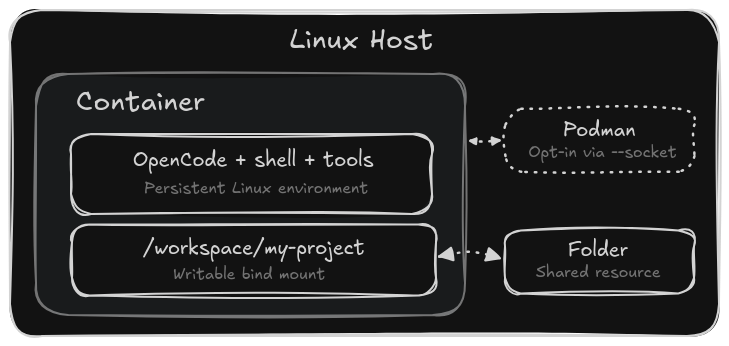 Linux Host
Container
OpenCode + shell + tools
Persistent Linux environment
/workspace/my-project
Writable bind mount
Podman
Opt-in via --socket
Folder
Shared resource